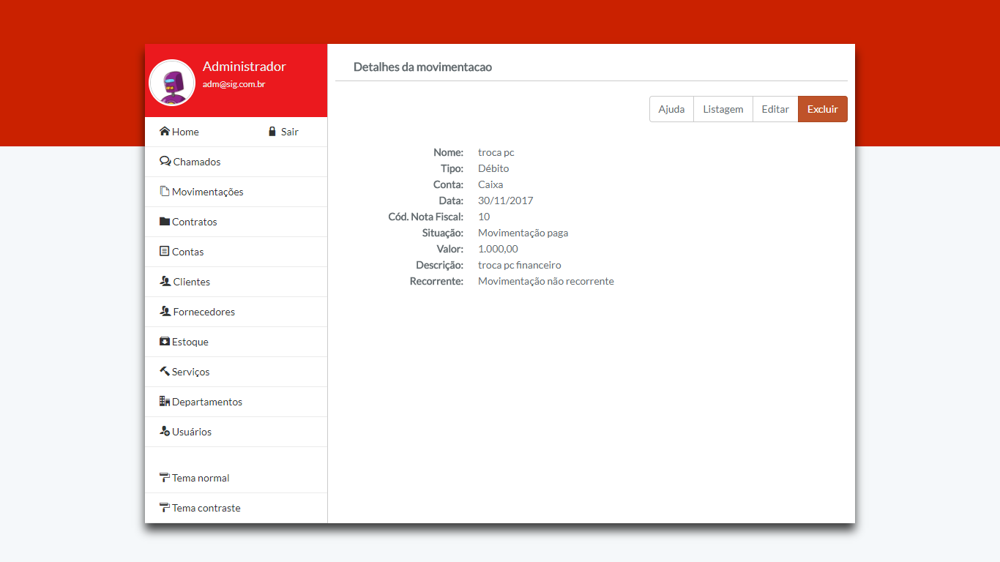 Administrador
adm@sig.com.br
Home Sair
Chamados
Movimentações
Contratos
Contas
Clientes
Fornecedores
Estoque
Serviços
Departamentos
Usuários
Tema normal
Tema contraste
Detalhes da movimentacao
Ajuda Listagem Editar Excluir
Nome: troca pc
Tipo: Débito
Conta: Caixa
Data: 30/11/2017
Cód. Nota Fiscal: 10
Situação: Movimentação paga
Valor: 1.000,00
Descrição: troca pc financeiro
Recorrente: Movimentação não recorrente